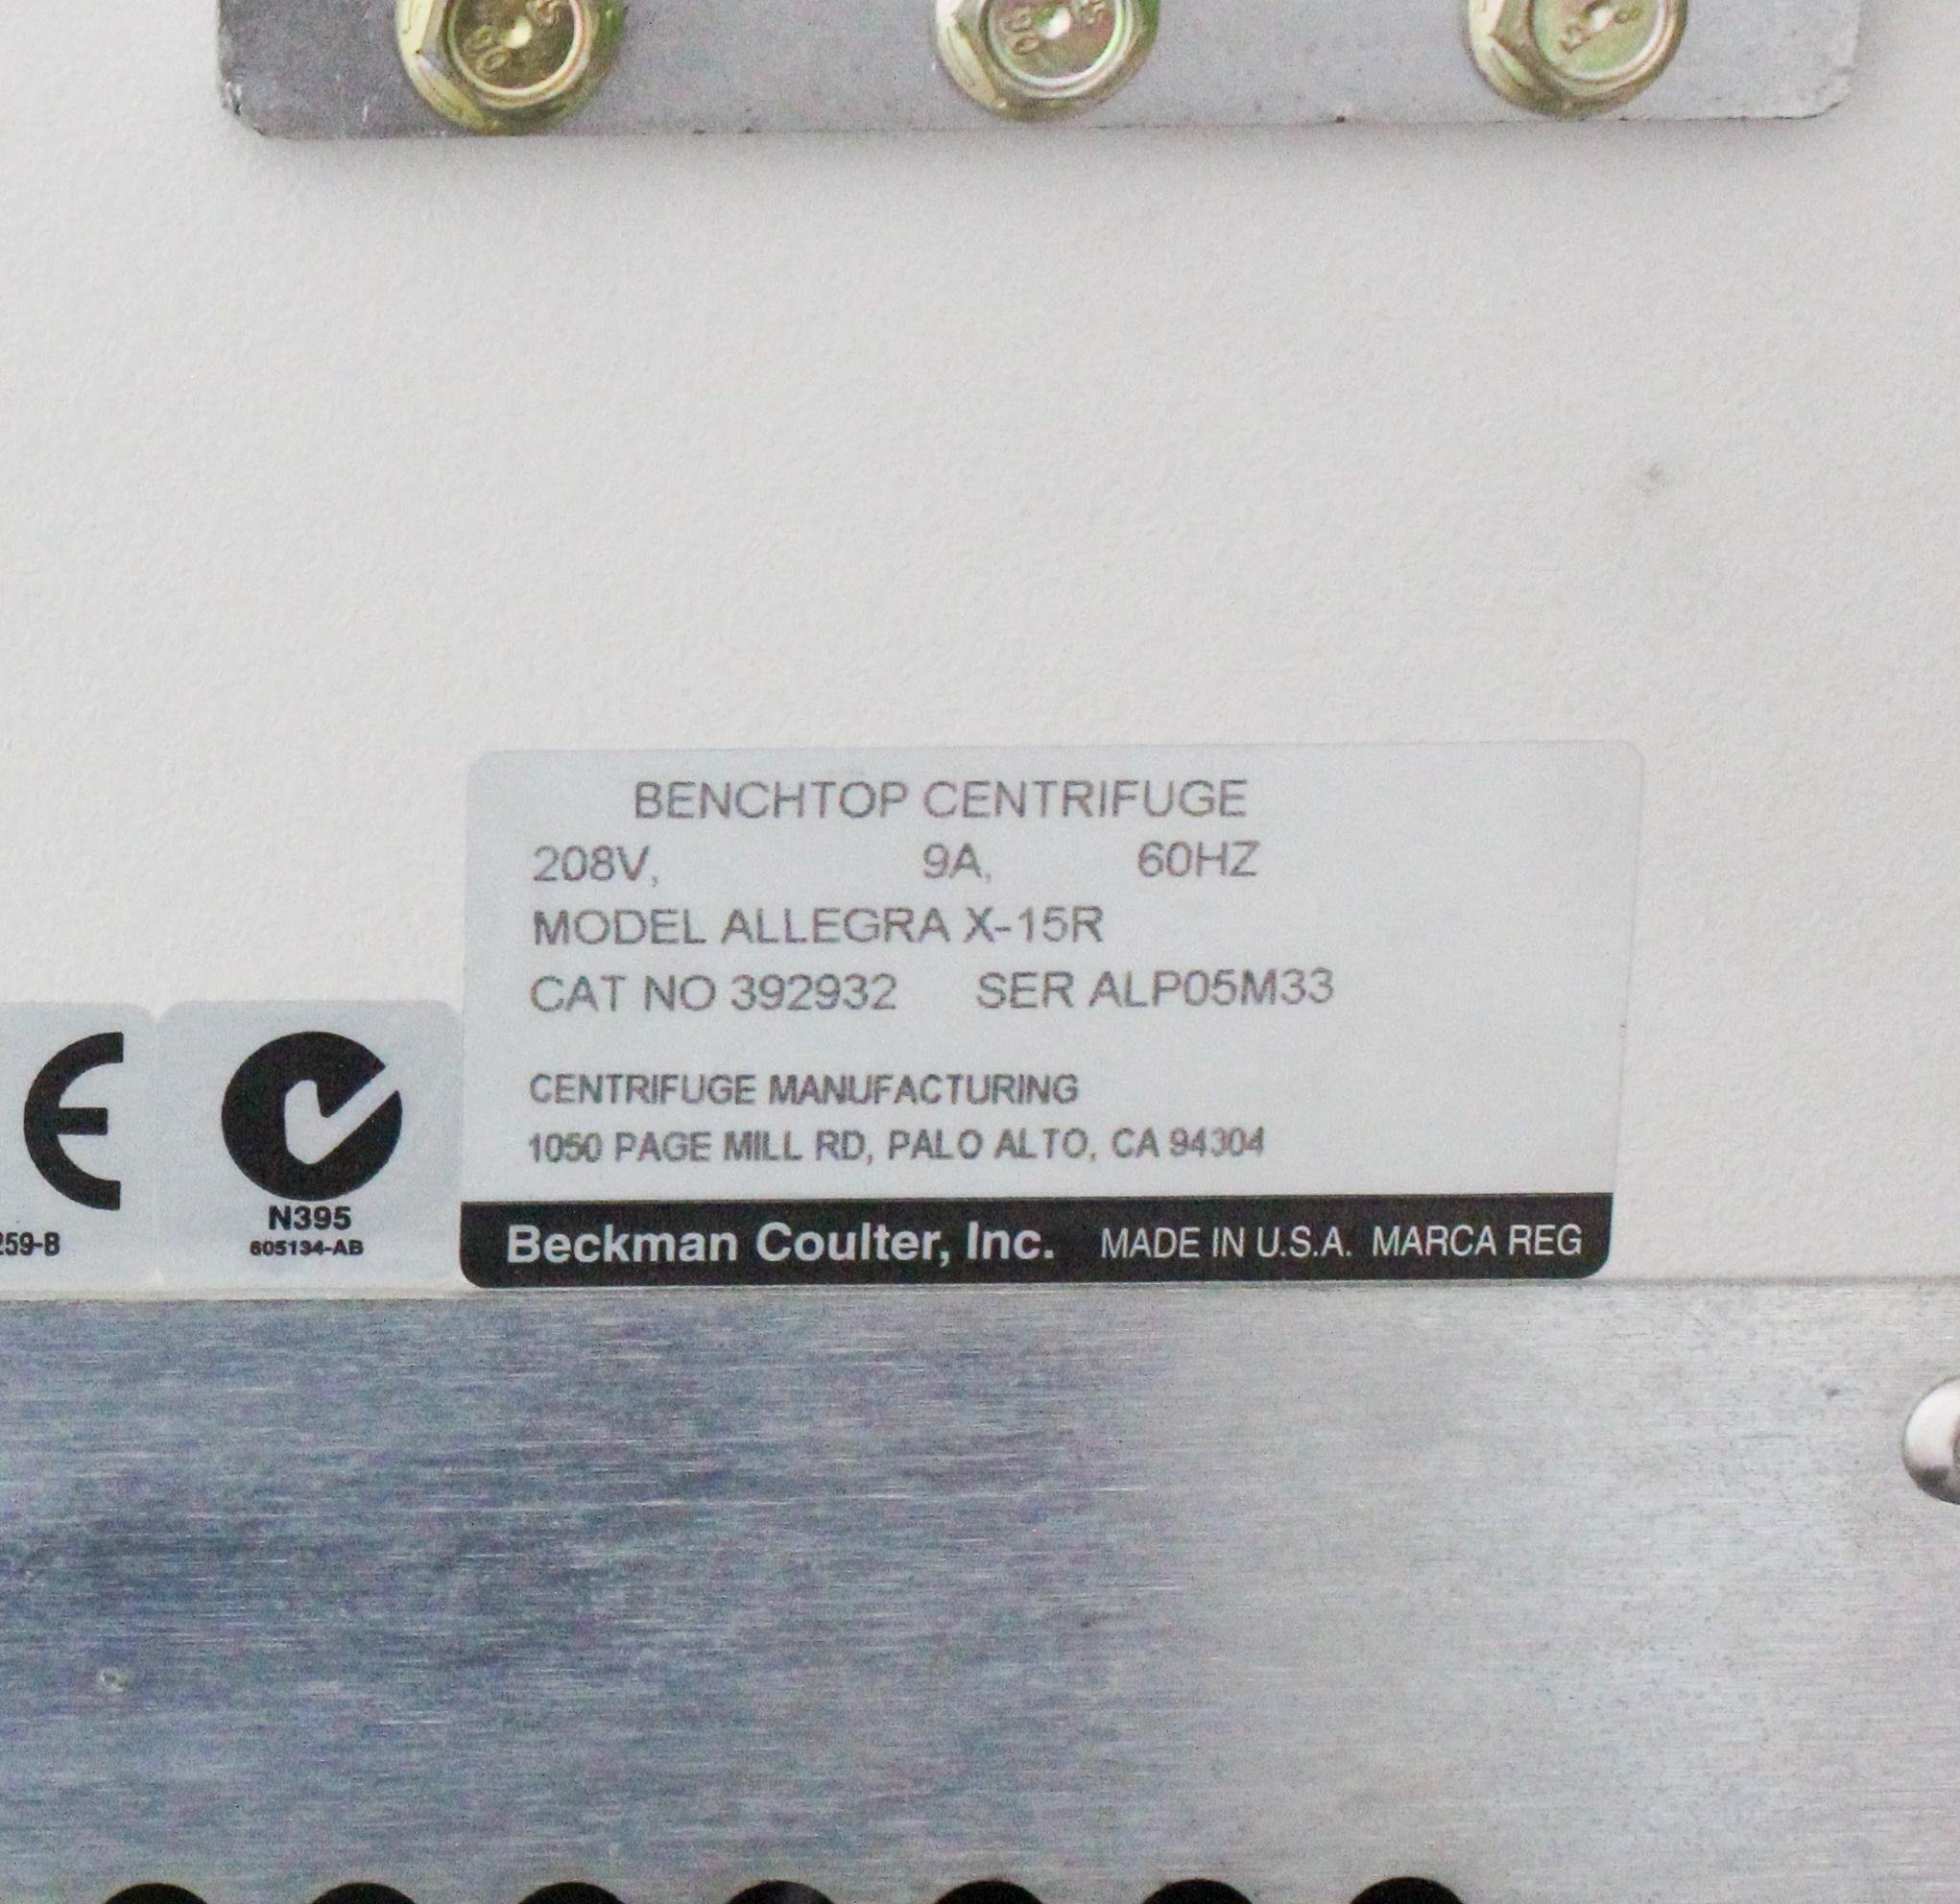 BENCHTOP CENTRIFUGE
208V, 9A, 60HZ
MODEL ALLEGRA X-15R
CAT NO 392932 SER ALP05M33
CENTRIFUGE MANUFACTURING
1050 PAGE MILL RD, PALO ALTO, CA 94304
Beckman Coulter, Inc. MADE IN U.S.A. MARCA REG
N395
605134-AB
259-B